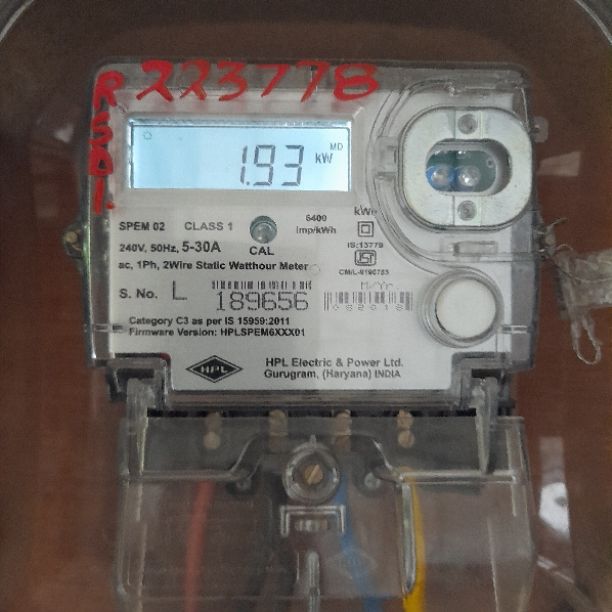 223778
RSDI.
MD
1.93 kW
SPEM 02 CLASS 1 6400 kWh
imp/kWh
240V, 50Hz, 5-30A CAL IS:13779
ac, 1Ph, 2Wire Static Watthour Meter
S. No. L 189656 M/Yr
Category C3 as per IS 15959:2011
Firmware Version: HPLSPEM6XXX01
HPL
HPL Electric & Power Ltd.
Gurugram, (Haryana) INDIA